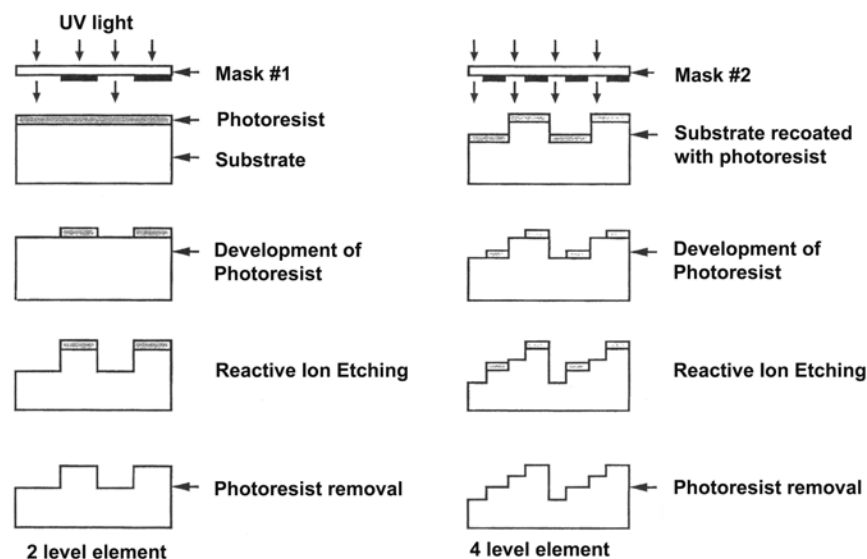 UV light
Mask #1
Photoresist
Substrate
Development of
Photoresist
Reactive Ion Etching
Photoresist removal
2 level element
Mask #2
Substrate recoated
with photoresist
Development of
Photoresist
Reactive Ion Etching
Photoresist removal
4 level element